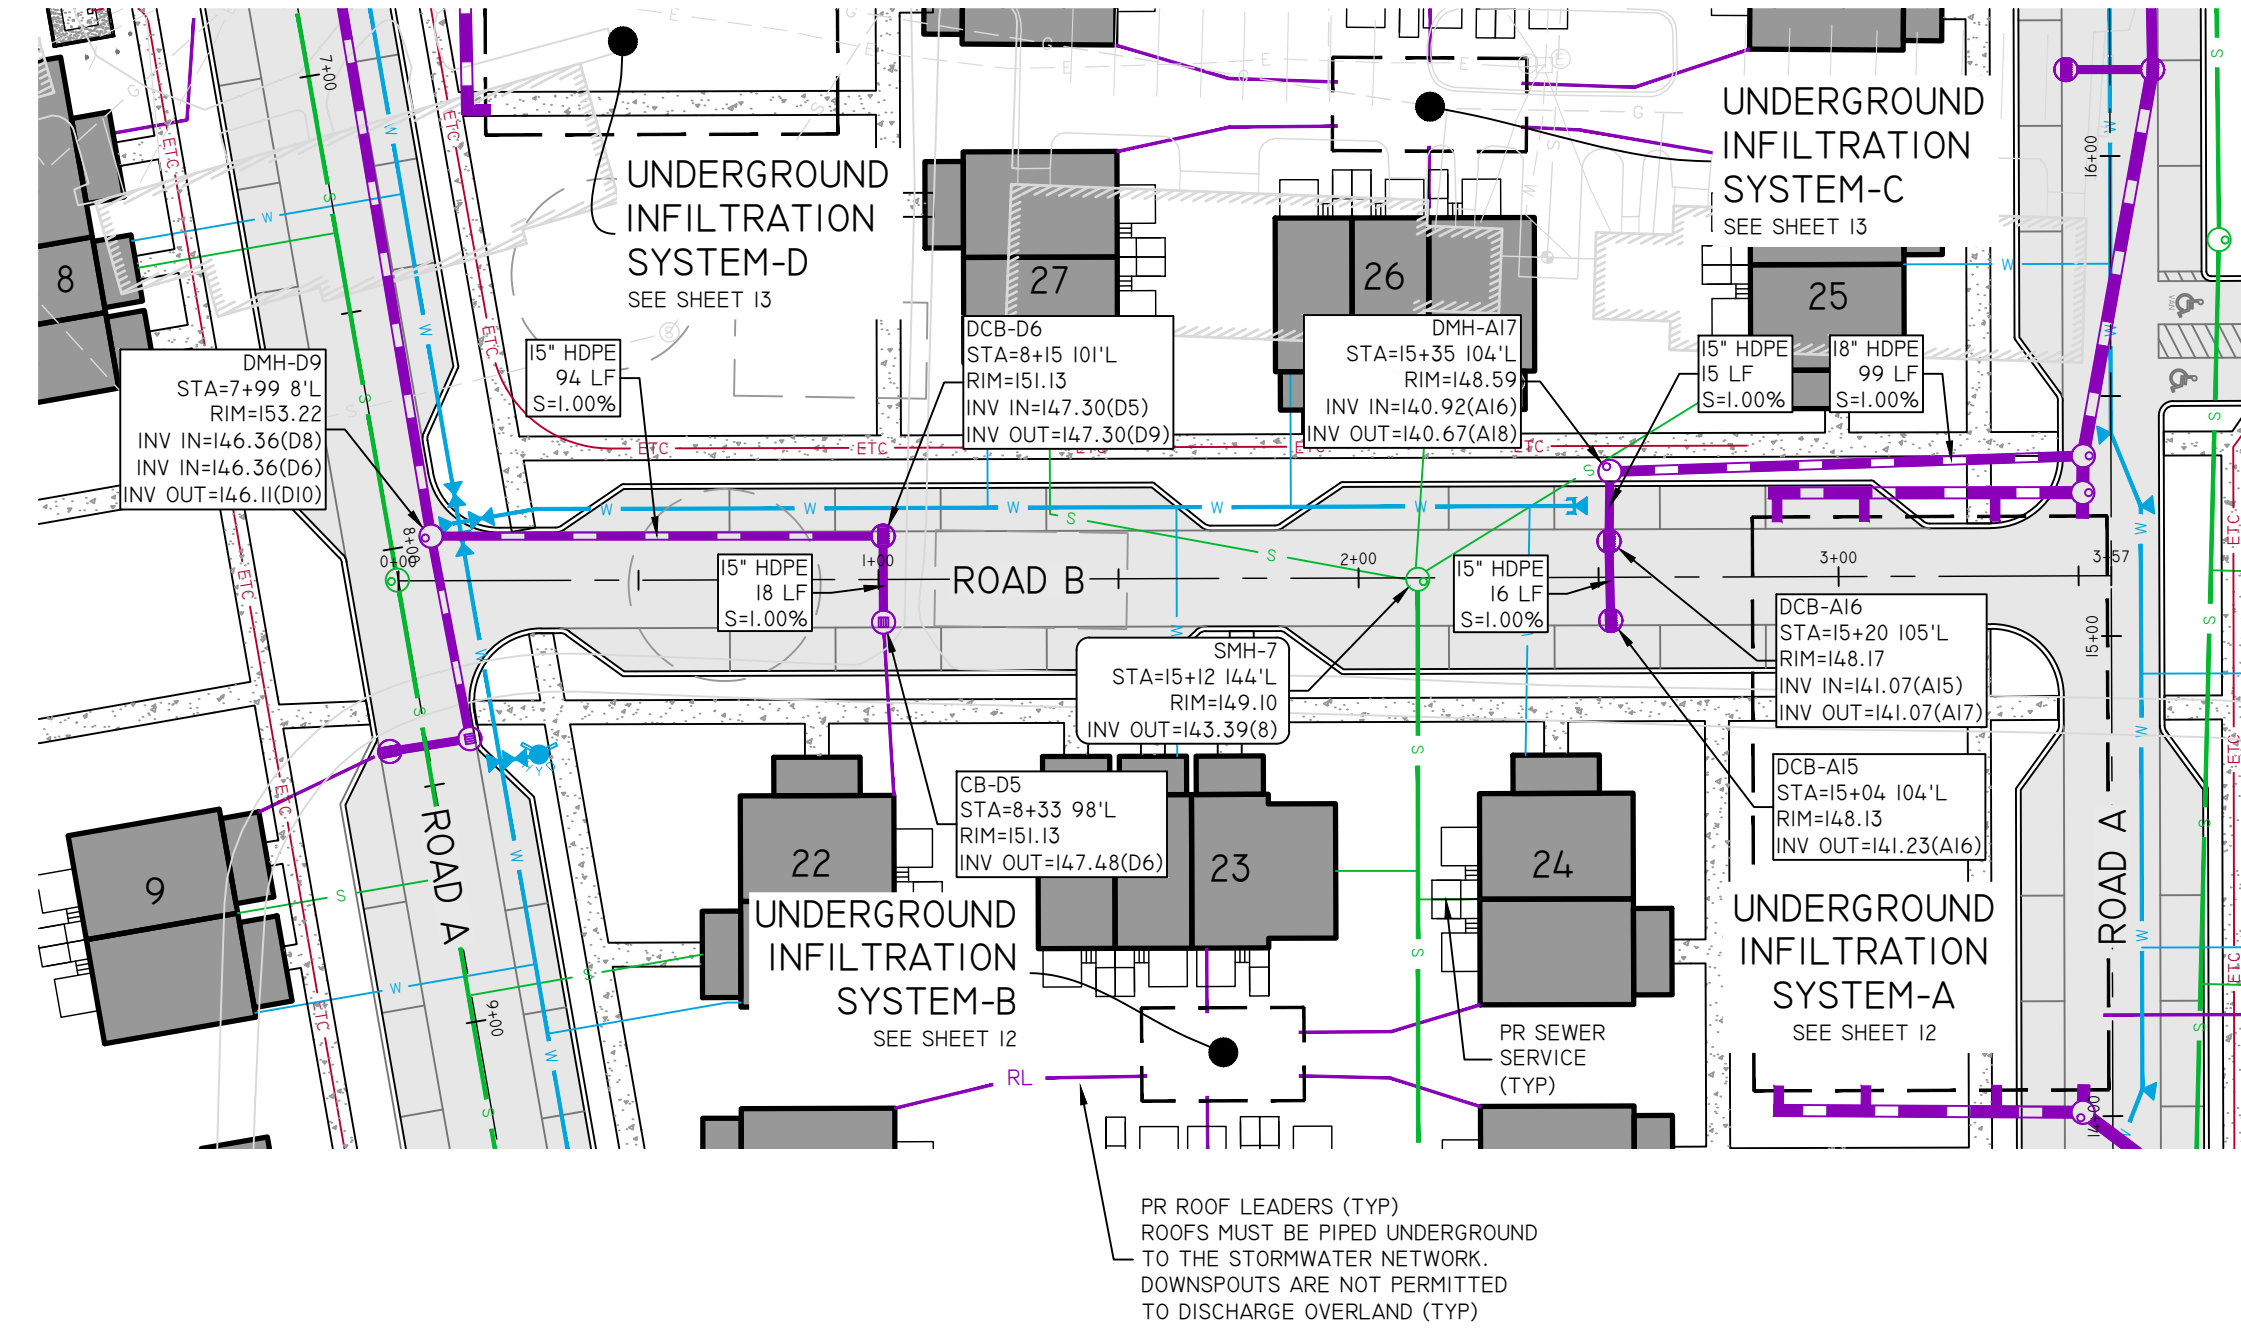 7+00
UNDERGROUND
INFILTRATION
SYSTEM-D
SEE SHEET 13
UNDERGROUND
INFILTRATION
SYSTEM-C
SEE SHEET 13
16+00
8
27
26
25
DMH-D9
STA=7+99 8'L
RIM=153.22
INV IN=146.36(D8)
INV IN=146.36(D6)
INV OUT=146.11(D10)
15" HDPE
94 LF
S=1.00%
DCB-D6
STA=8+15 101'L
RIM=151.13
INV IN=147.30(D5)
INV OUT=147.30(D9)
DMH-A17
STA=15+35 104'L
RIM=148.59
INV IN=140.92(A16)
INV OUT=140.67(A18)
15" HDPE
15 LF
S=1.00%
18" HDPE
99 LF
S=1.00%
VAN
ETC
ETC
ETC
ETC
ETC
ETC
ETC
ETC
W
W
W
W
W
S
S
S
8+00
0+00
1+00
2+00
3+00
3+57
15+00
ROAD B
15" HDPE
18 LF
S=1.00%
15" HDPE
16 LF
S=1.00%
SMH-7
STA=15+12 144'L
RIM=149.10
INV OUT=143.39(8)
DCB-A16
STA=15+20 105'L
RIM=148.17
INV IN=141.07(A15)
INV OUT=141.07(A17)
DCB-A15
STA=15+04 104'L
RIM=148.13
INV OUT=141.23(A16)
CB-D5
STA=8+33 98'L
RIM=151.13
INV OUT=147.48(D6)
HYD
ROAD A
ROAD A
9
22
23
24
9+00
UNDERGROUND
INFILTRATION
SYSTEM-B
SEE SHEET 12
UNDERGROUND
INFILTRATION
SYSTEM-A
SEE SHEET 12
PR SEWER
SERVICE
(TYP)
RL
14+00
PR ROOF LEADERS (TYP)
ROOFS MUST BE PIPED UNDERGROUND
TO THE STORMWATER NETWORK.
DOWNSPOUTS ARE NOT PERMITTED
TO DISCHARGE OVERLAND (TYP)